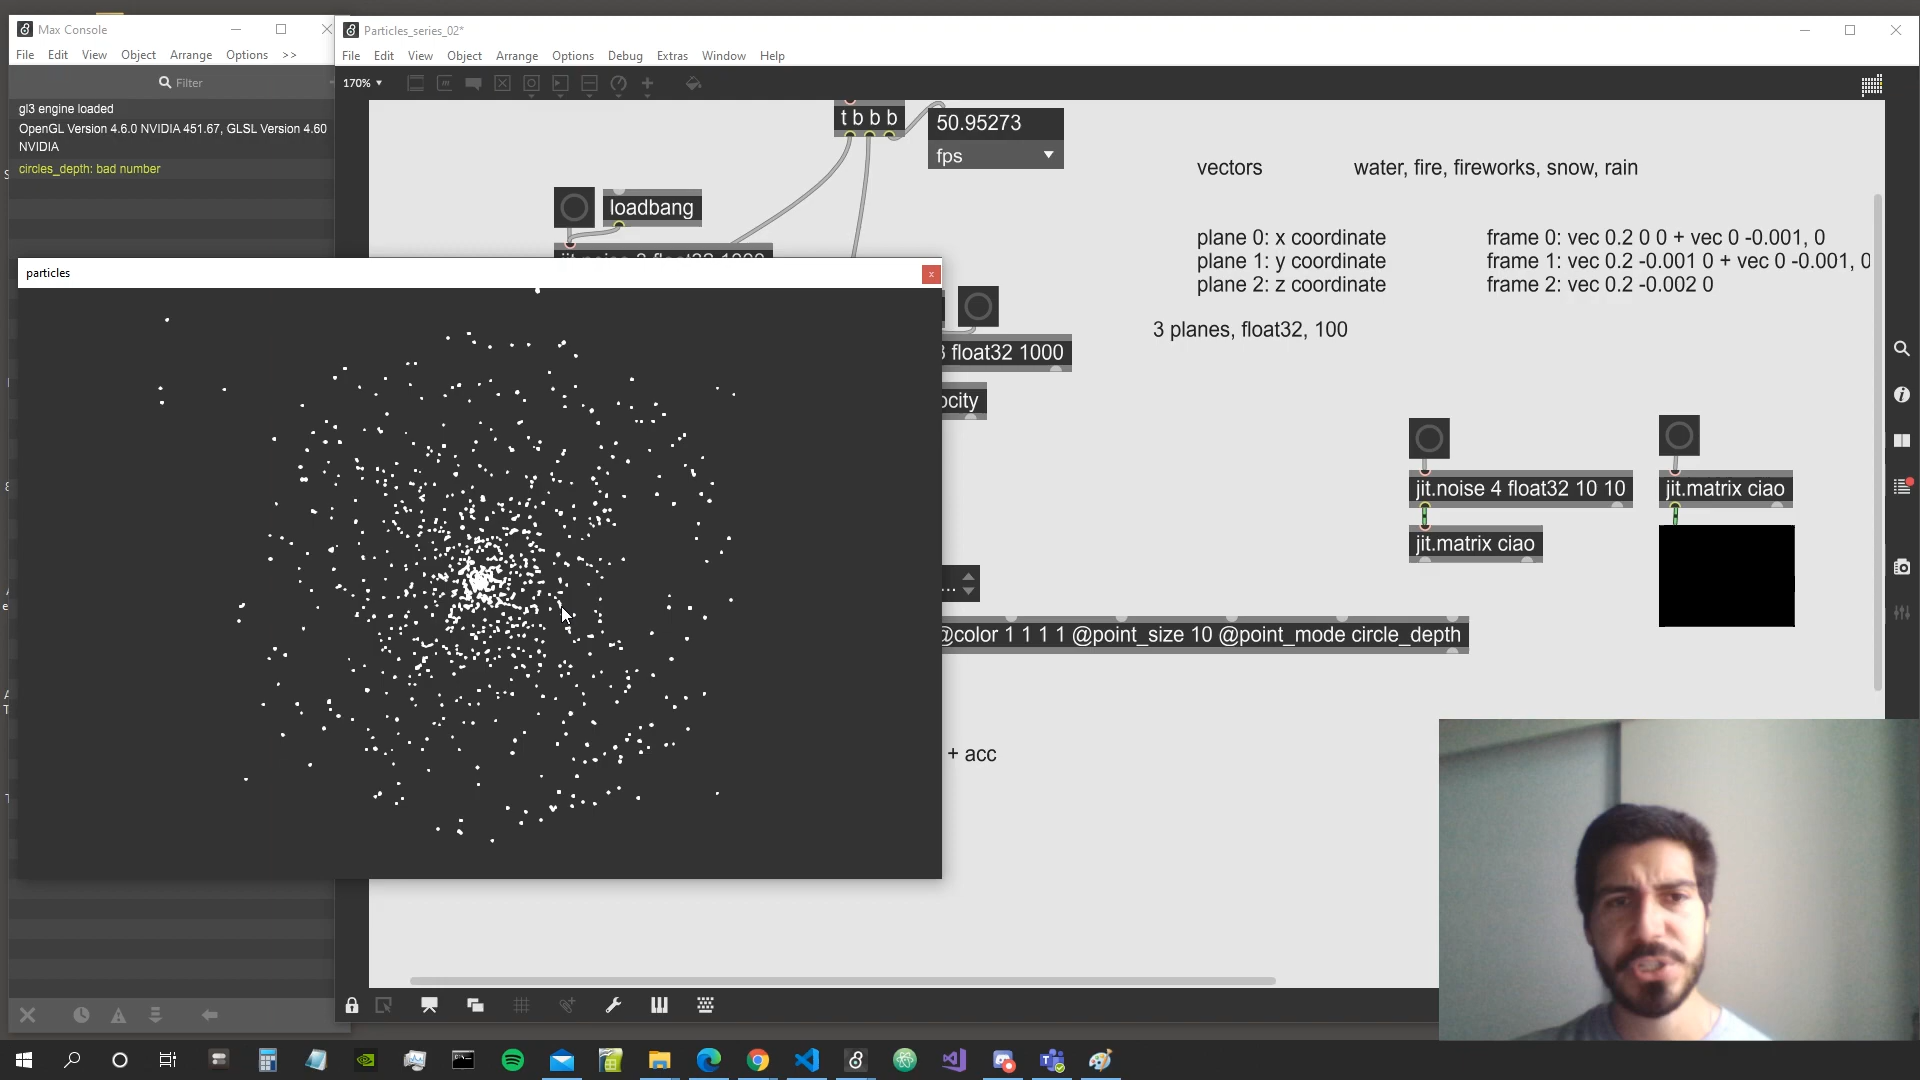 Max Console
File Edit View Object Arrange Options >>
Filter
gl3 engine loaded
OpenGL Version 4.6.0 NVIDIA 451.67, GLSL Version 4.60
NVIDIA
circles_depth: bad number
Particles_series_02*
File Edit View Object Arrange Options Debug Extras Window Help
170%
t b b b
50.95273
fps
loadbang
vectors
water, fire, fireworks, snow, rain
plane 0: x coordinate
plane 1: y coordinate
plane 2: z coordinate
frame 0: vec 0.2 0 0 + vec 0 -0.001, 0
frame 1: vec 0.2 -0.001 0 + vec 0 -0.001, 0
frame 2: vec 0.2 -0.002 0
3 planes, float32, 100
particles
x
float32 1000
ocity
jit.noise 4 float32 10 10
jit.matrix ciao
jit.matrix ciao
...
@color 1 1 1 1 @point_size 10 @point_mode circle_depth
+ acc